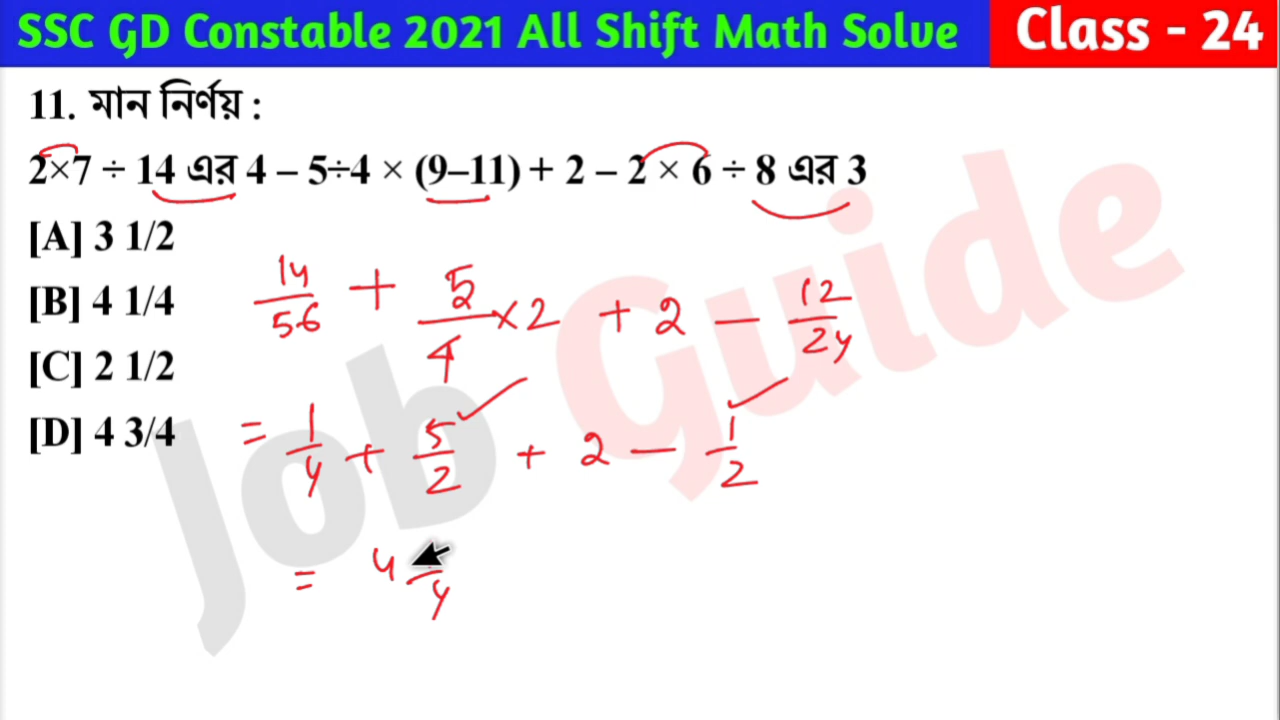 SSC GD Constable 2021 All Shift Math Solve Class - 24
11. মান নির্ণয় :
2×7 ÷ 14 এর 4 – 5÷4 × (9–11) + 2 – 2 × 6 ÷ 8 এর 3
[A] 3 1/2
[B] 4 1/4
[C] 2 1/2
[D] 4 3/4
14/56 + 5/4 × 2 + 2 – 12/24
= 1/4 + 5/2 + 2 – 1/2
= 4 /4
Job Guide